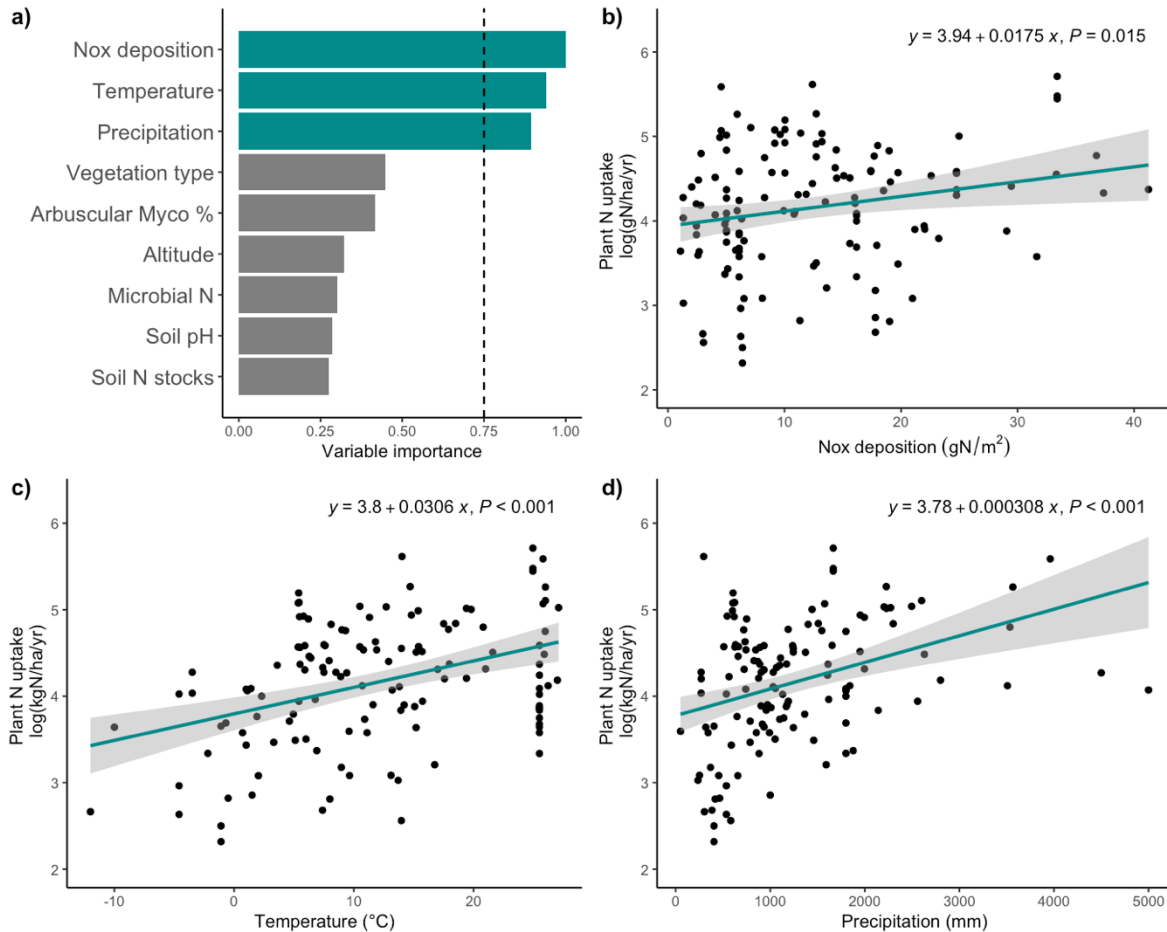 a)
Nox deposition
Temperature
Precipitation
Vegetation type
Arbuscular Myco %
Altitude
Microbial N
Soil pH
Soil N stocks
0.00 0.25 0.50 0.75 1.00
Variable importance
b)
y = 3.94 + 0.0175 x, P = 0.015
6
5
4
3
2
Plant N uptake
log(gN/ha/yr)
0 10 20 30 40
Nox deposition (gN/m²)
c)
y = 3.8 + 0.0306 x, P < 0.001
6
5
4
3
2
Plant N uptake
log(kgN/ha/yr)
-10 0 10 20
Temperature (°C)
d)
y = 3.78 + 0.000308 x, P < 0.001
6
5
4
3
2
Plant N uptake
log(kgN/ha/yr)
0 1000 2000 3000 4000 5000
Precipitation (mm)